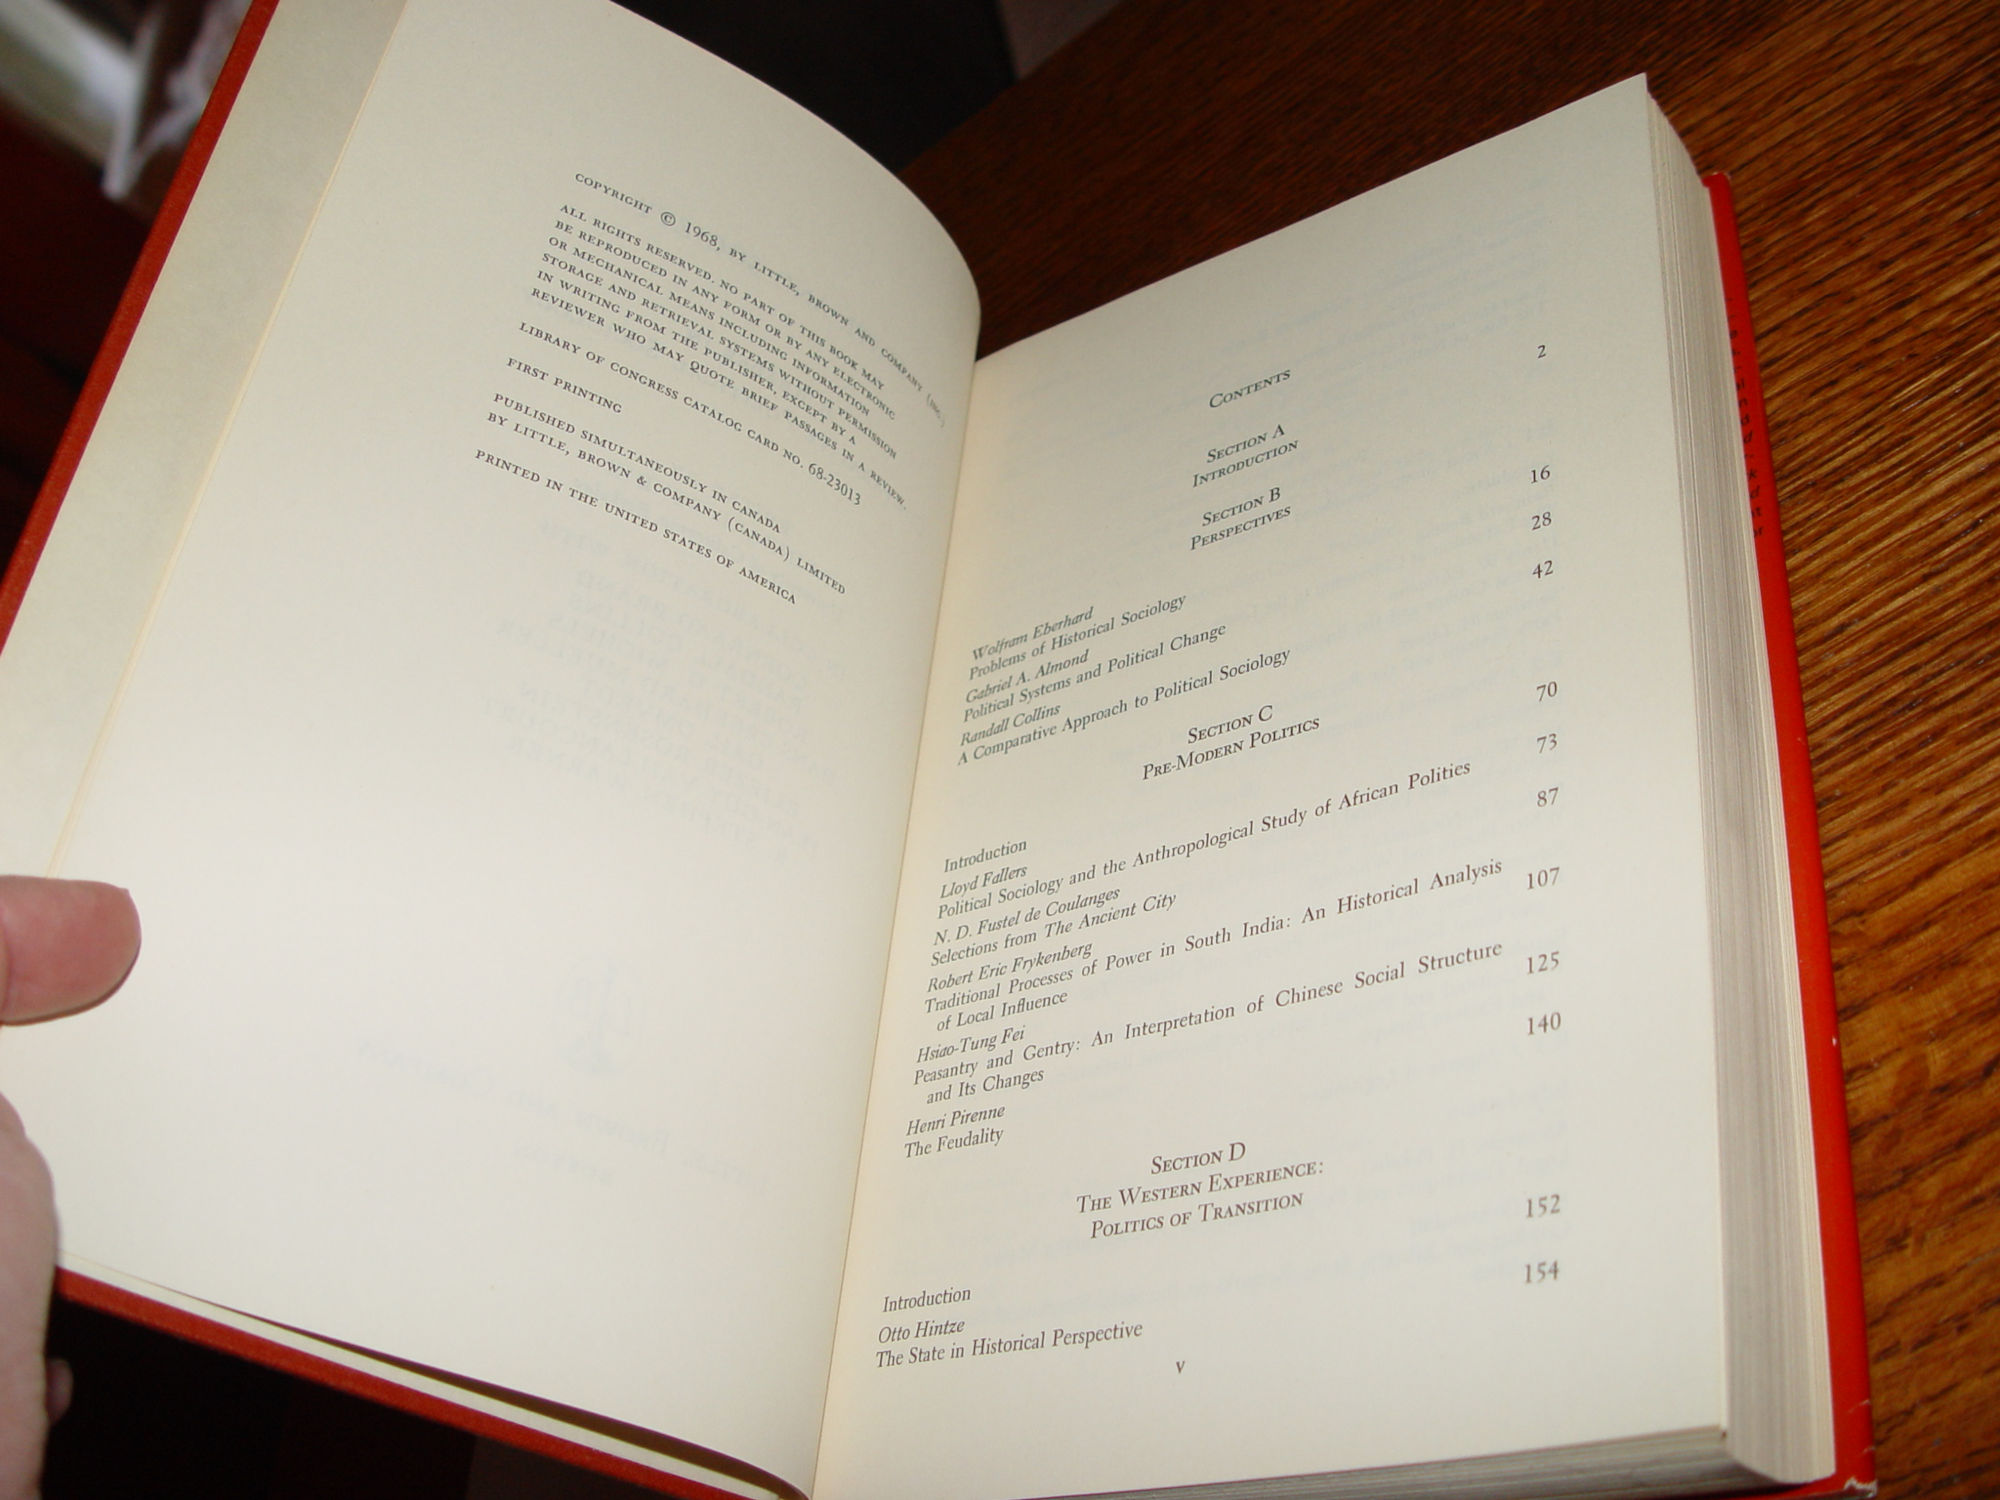 COPYRIGHT © 1968, BY LITTLE, BROWN AND COMPANY (INC.)
ALL RIGHTS RESERVED. NO PART OF THIS BOOK MAY
BE REPRODUCED IN ANY FORM OR BY ANY ELECTRONIC
OR MECHANICAL MEANS INCLUDING INFORMATION
STORAGE AND RETRIEVAL SYSTEMS WITHOUT PERMISSION
IN WRITING FROM THE PUBLISHER, EXCEPT BY A
REVIEWER WHO MAY QUOTE BRIEF PASSAGES IN A REVIEW.
LIBRARY OF CONGRESS CATALOG CARD NO. 68-23013
FIRST PRINTING
PUBLISHED SIMULTANEOUSLY IN CANADA
BY LITTLE, BROWN & COMPANY (CANADA) LIMITED
PRINTED IN THE UNITED STATES OF AMERICA
CONTENTS
SECTION A
INTRODUCTION 2
SECTION B
PERSPECTIVES
Wolfram Eberhard
Problems of Historical Sociology 16
Gabriel A. Almond
Political Systems and Political Change 28
Randall Collins
A Comparative Approach to Political Sociology 42
SECTION C
PRE-MODERN POLITICS
Introduction 70
Lloyd Fallers
Political Sociology and the Anthropological Study of African Polities 73
N. D. Fustel de Coulanges
Selections from The Ancient City 87
Robert Eric Frykenberg
Traditional Processes of Power in South India: An Historical Analysis
of Local Influence 107
Hsiao-Tung Fei
Peasantry and Gentry: An Interpretation of Chinese Social Structure
and Its Changes 125
Henri Pirenne
The Feudality 140
SECTION D
THE WESTERN EXPERIENCE:
POLITICS OF TRANSITION
Introduction 152
Otto Hintze
The State in Historical Perspective 154
v